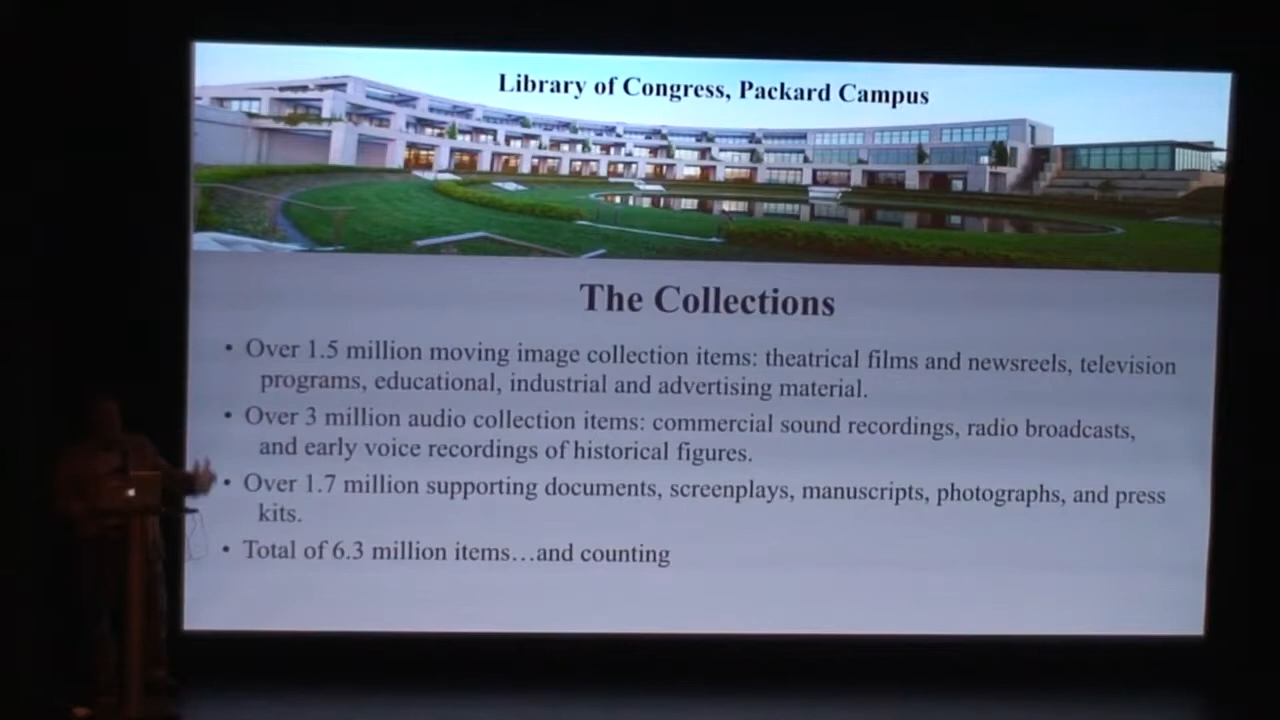 Library of Congress, Packard Campus
The Collections
• Over 1.5 million moving image collection items: theatrical films and newsreels, television
programs, educational, industrial and advertising material.
• Over 3 million audio collection items: commercial sound recordings, radio broadcasts,
and early voice recordings of historical figures.
• Over 1.7 million supporting documents, screenplays, manuscripts, photographs, and press
kits.
• Total of 6.3 million items…and counting